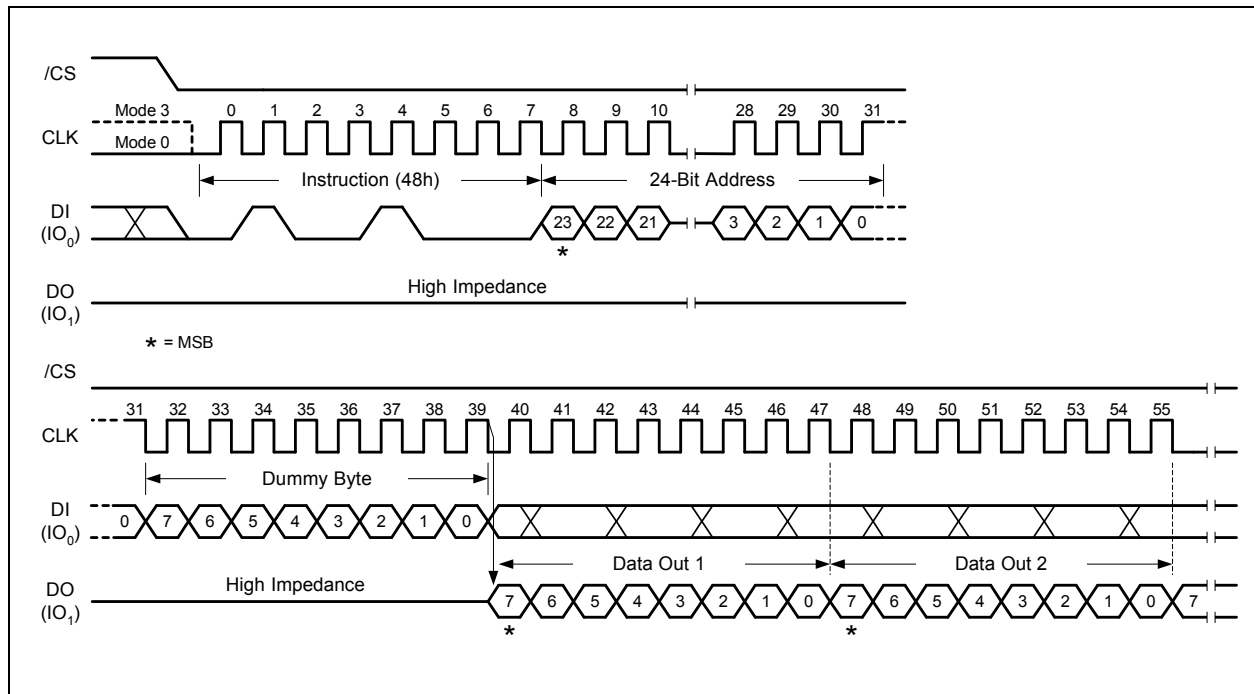 /CS
Mode 3 0 1 2 3 4 5 6 7 8 9 10 28 29 30 31
CLK Mode 0
Instruction (48h) 24-Bit Address
DI
(IO0) 23 22 21 3 2 1 0
*
High Impedance
DO
(IO1)
* = MSB
/CS
31 32 33 34 35 36 37 38 39 40 41 42 43 44 45 46 47 48 49 50 51 52 53 54 55
CLK
Dummy Byte
DI
(IO0) 0 7 6 5 4 3 2 1 0
Data Out 1 Data Out 2
High Impedance
DO
(IO1) 7 6 5 4 3 2 1 0 7 6 5 4 3 2 1 0 7
* *